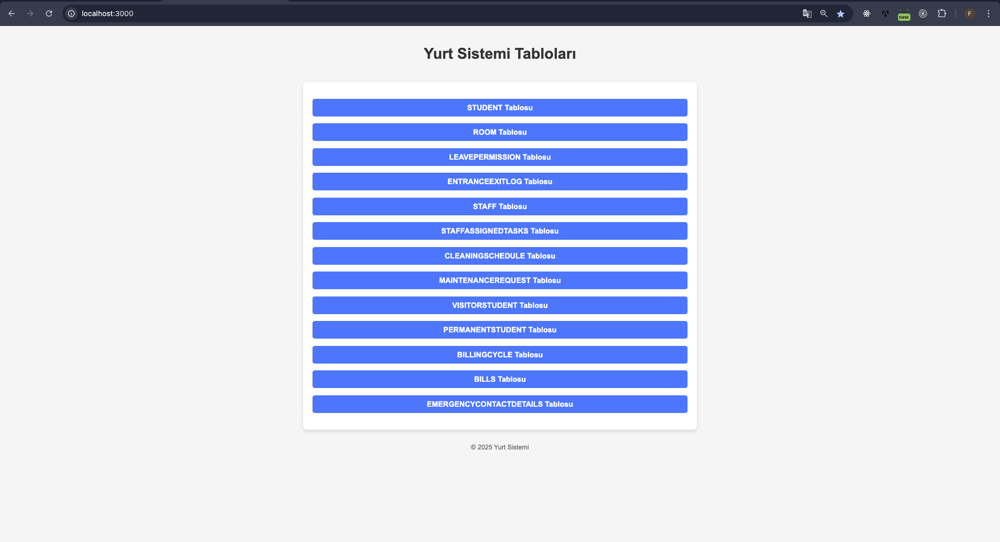 localhost:3000
new
F
Yurt Sistemi Tabloları
STUDENT Tablosu
ROOM Tablosu
LEAVEPERMISSION Tablosu
ENTRANCEEXITLOG Tablosu
STAFF Tablosu
STAFFASSIGNEDTASKS Tablosu
CLEANINGSCHEDULE Tablosu
MAINTENANCEREQUEST Tablosu
VISITORSTUDENT Tablosu
PERMANENTSTUDENT Tablosu
BILLINGCYCLE Tablosu
BILLS Tablosu
EMERGENCYCONTACTDETAILS Tablosu
© 2025 Yurt Sistemi